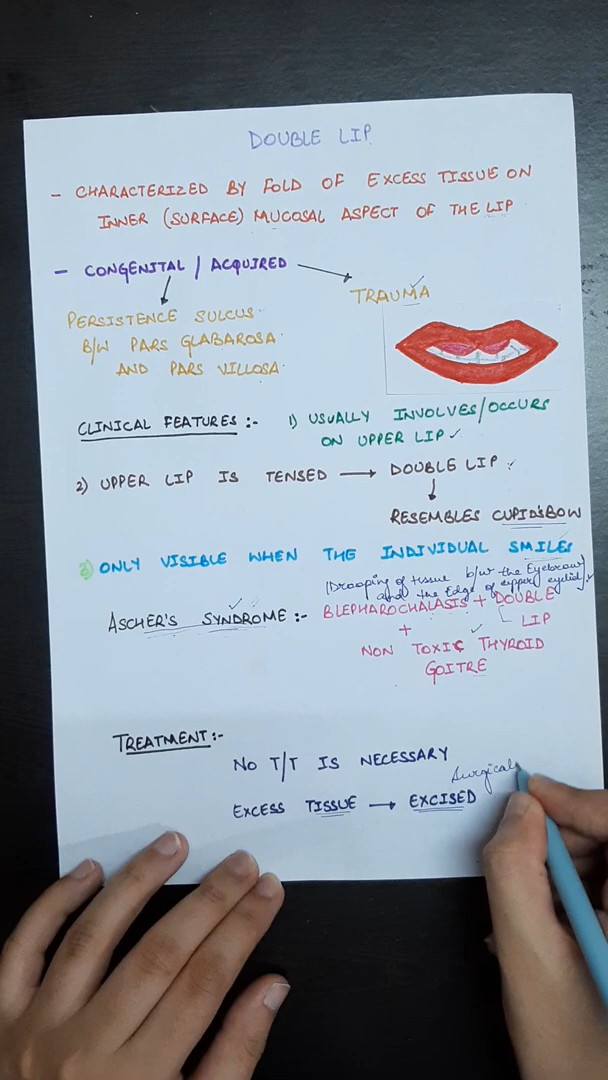 DOUBLE LIP
- CHARACTERIZED BY FOLD OF EXCESS TISSUE ON
INNER (SURFACE) MUCOSAL ASPECT OF THE LIP
- CONGENITAL / ACQUIRED
TRAUMA
PERSISTENCE SULCUS
B/W PARS GLABAROSA
AND PARS VILLOSA
CLINICAL FEATURES :- 1) USUALLY INVOLVES/OCCURS
ON UPPER LIP
2) UPPER LIP IS TENSED → DOUBLE LIP
RESEMBLES CUPID'S BOW
3) ONLY VISIBLE WHEN THE INDIVIDUAL SMILES
(Drooping of tissue b/w the Eyebrow
and the Edge of upper eyelid)
ASCHER'S SYNDROME :- BLEPHAROCHALASIS + DOUBLE
LIP
+
NON TOXIC THYROID
GOITRE
TREATMENT:-
NO T/T IS NECESSARY
Surgical
EXCESS TISSUE → EXCISED